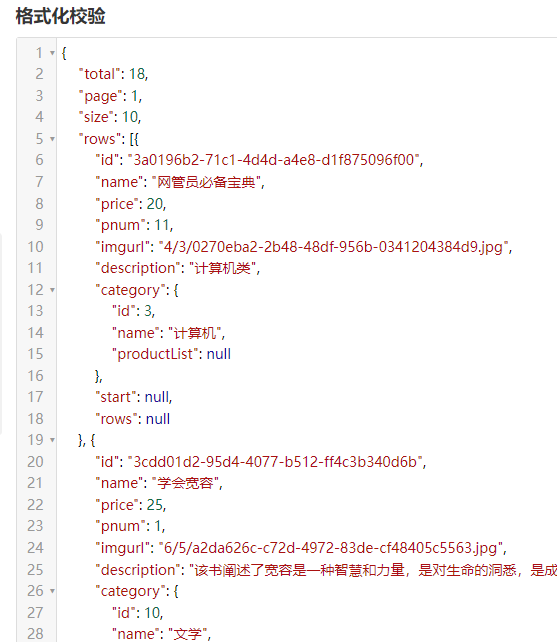 格式化校验
1 {
2 "total": 18,
3 "page": 1,
4 "size": 10,
5 "rows": [{
6 "id": "3a0196b2-71c1-4d4d-a4e8-d1f875096f00",
7 "name": "网管员必备宝典",
8 "price": 20,
9 "pnum": 11,
10 "imgurl": "4/3/0270eba2-2b48-48df-956b-0341204384d9.jpg",
11 "description": "计算机类",
12 "category": {
13 "id": 3,
14 "name": "计算机",
15 "productList": null
16 },
17 "start": null,
18 "rows": null
19 }, {
20 "id": "3cdd01d2-95d4-4077-b512-ff4c3b340d6b",
21 "name": "学会宽容",
22 "price": 25,
23 "pnum": 1,
24 "imgurl": "6/5/a2da626c-c72d-4972-83de-cf48405c5563.jpg",
25 "description": "该书阐述了宽容是一种智慧和力量，是对生命的洞悉，是成
26 "category": {
27 "id": 10,
28 "name": "文学",